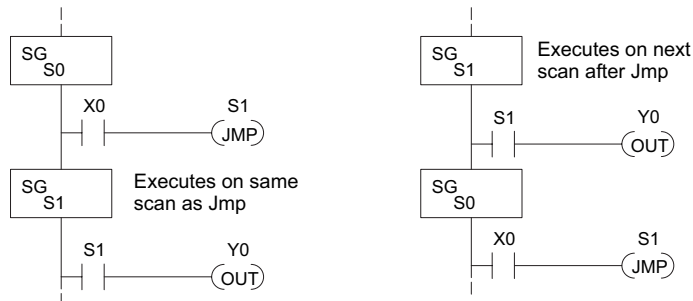 SG
S0
X0
S1
JMP
SG
S1
Executes on same
scan as Jmp
S1
Y0
OUT
SG
S1
Executes on next
scan after Jmp
S1
Y0
OUT
SG
S0
X0
S1
JMP